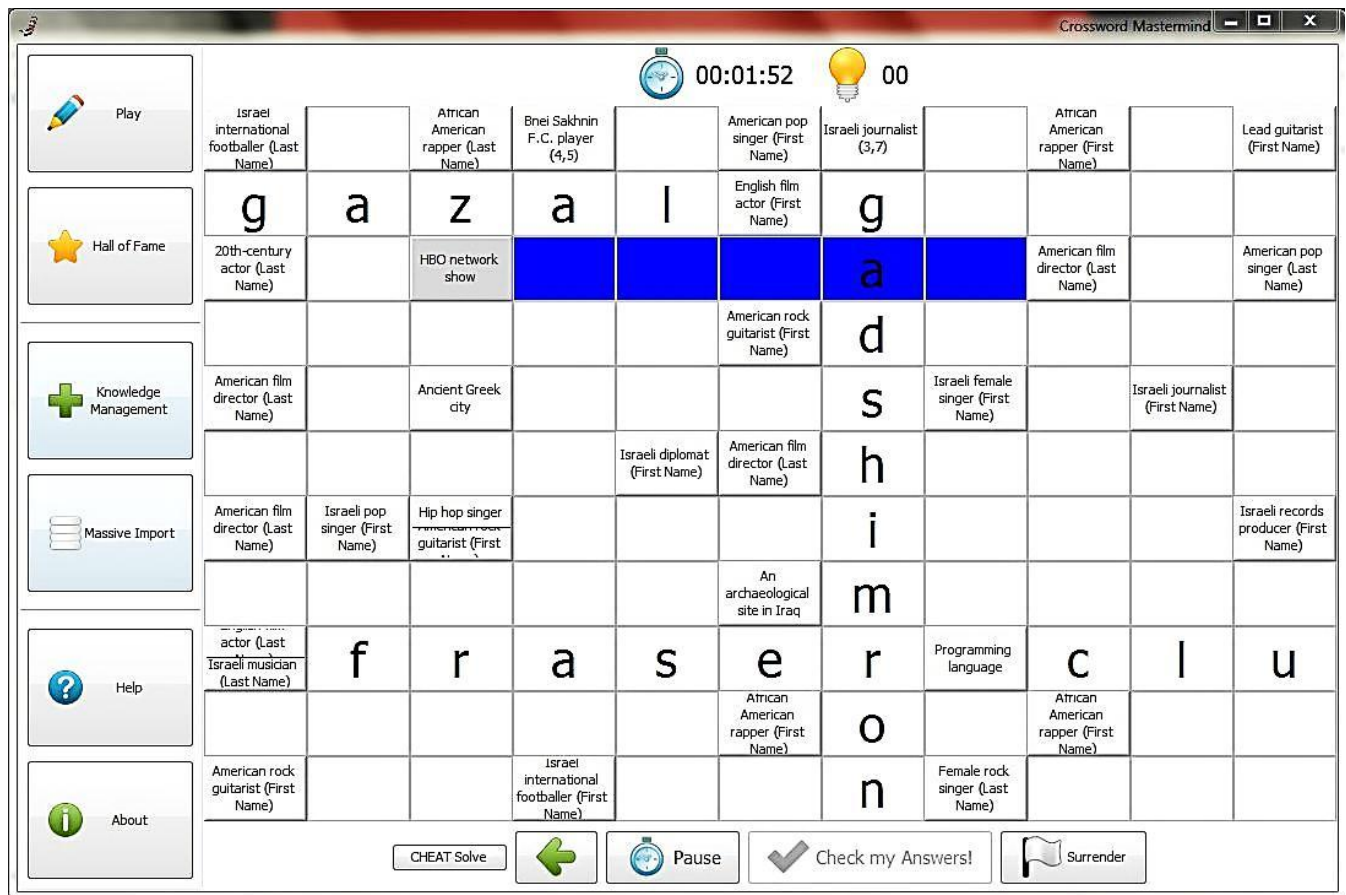 Crossword Mastermind
00:01:52
00
Play
Hall of Fame
Knowledge
Management
Massive Import
Help
About
Israel
international
footballer (Last
Name)
African
American
rapper (Last
Name)
Bnei Sakhnin
F.C. player
(4,5)
American pop
singer (First
Name)
Israeli journalist
(3,7)
African
American
rapper (First
Name)
Lead guitarist
(First Name)
g a z a l
English film
actor (First
Name)
g
20th-century
actor (Last
Name)
HBO network
show
a
American film
director (Last
Name)
American pop
singer (Last
Name)
American rock
guitarist (First
Name)
d
American film
director (Last
Name)
Ancient Greek
city
s
Israeli female
singer (First
Name)
Israeli journalist
(First Name)
Israeli diplomat
(First Name)
American film
director (Last
Name)
h
American film
director (Last
Name)
Israeli pop
singer (First
Name)
Hip hop singer
guitarist (First
i
Israeli records
producer (First
Name)
An
archaeological
site in Iraq
m
actor (Last
Israeli musician
(Last Name)
f r a s e r
Programming
language
c l u
African
American
rapper (First
Name)
o
African
American
rapper (First
Name)
American rock
guitarist (First
Name)
Israel
international
footballer (First
Name)
n
Female rock
singer (Last
Name)
CHEAT Solve
Pause
Check my Answers!
Surrender